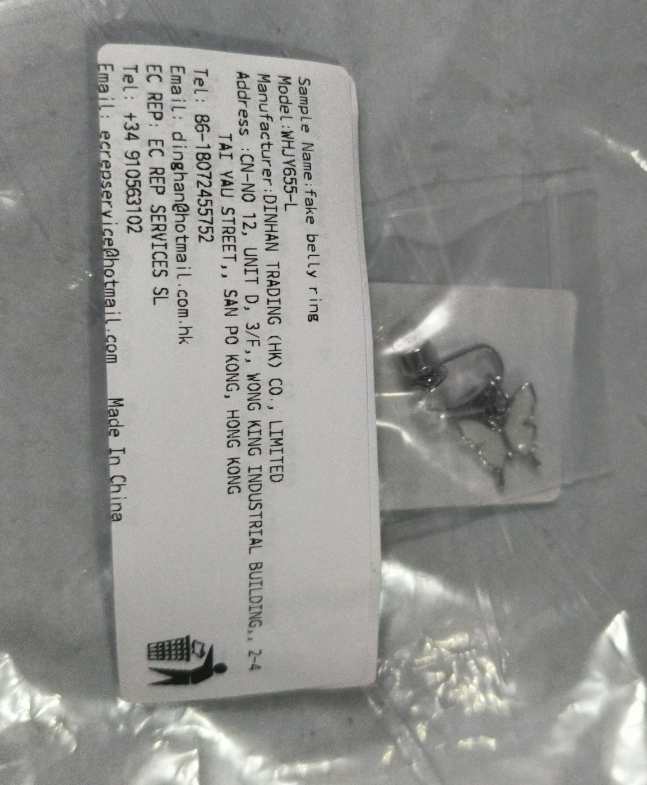 Sample Name:fake belly ring
Model:WHJY655-L
Manufacturer:DINHAN TRADING (HK) CO., LIMITED
Address :CN-NO 12, UNIT D, 3/F,, WONG KING INDUSTRIAL BUILDING,, 2-4
TAI YAU STREET,, SAN PO KONG, HONG KONG
Tel: 86-18072455752
Email: dinghan@hotmail.com.hk
EC REP: EC REP SERVICES SL
Tel: +34 910563102
Email: ecrepservice@hotmail.com Made In China